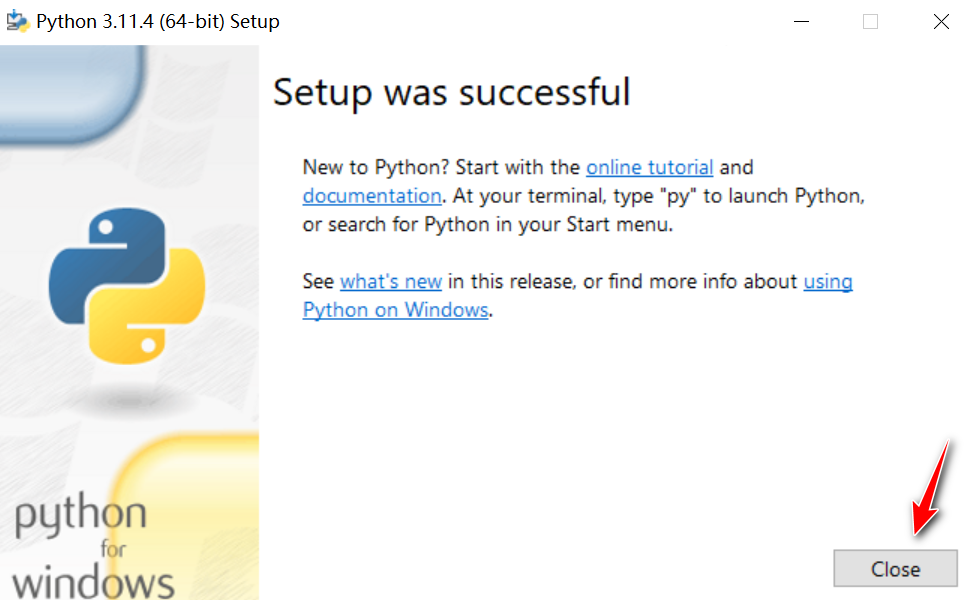 Python 3.11.4 (64-bit) Setup
Setup was successful
New to Python? Start with the online tutorial and
documentation. At your terminal, type "py" to launch Python,
or search for Python in your Start menu.
See what's new in this release, or find more info about using
Python on Windows.
python
for
windows
Close